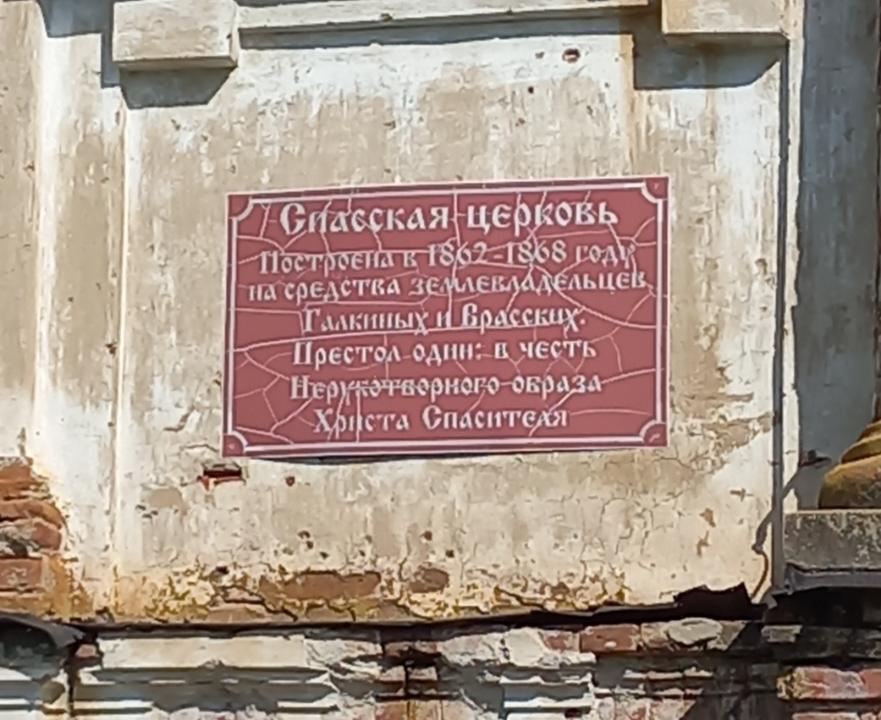 Спасская церковь
Построена в 1862-1868 году
на средства землевладельцев
Галкиных и Врасских.
Престол один: в честь
Нерукотворного образа
Христа Спасителя